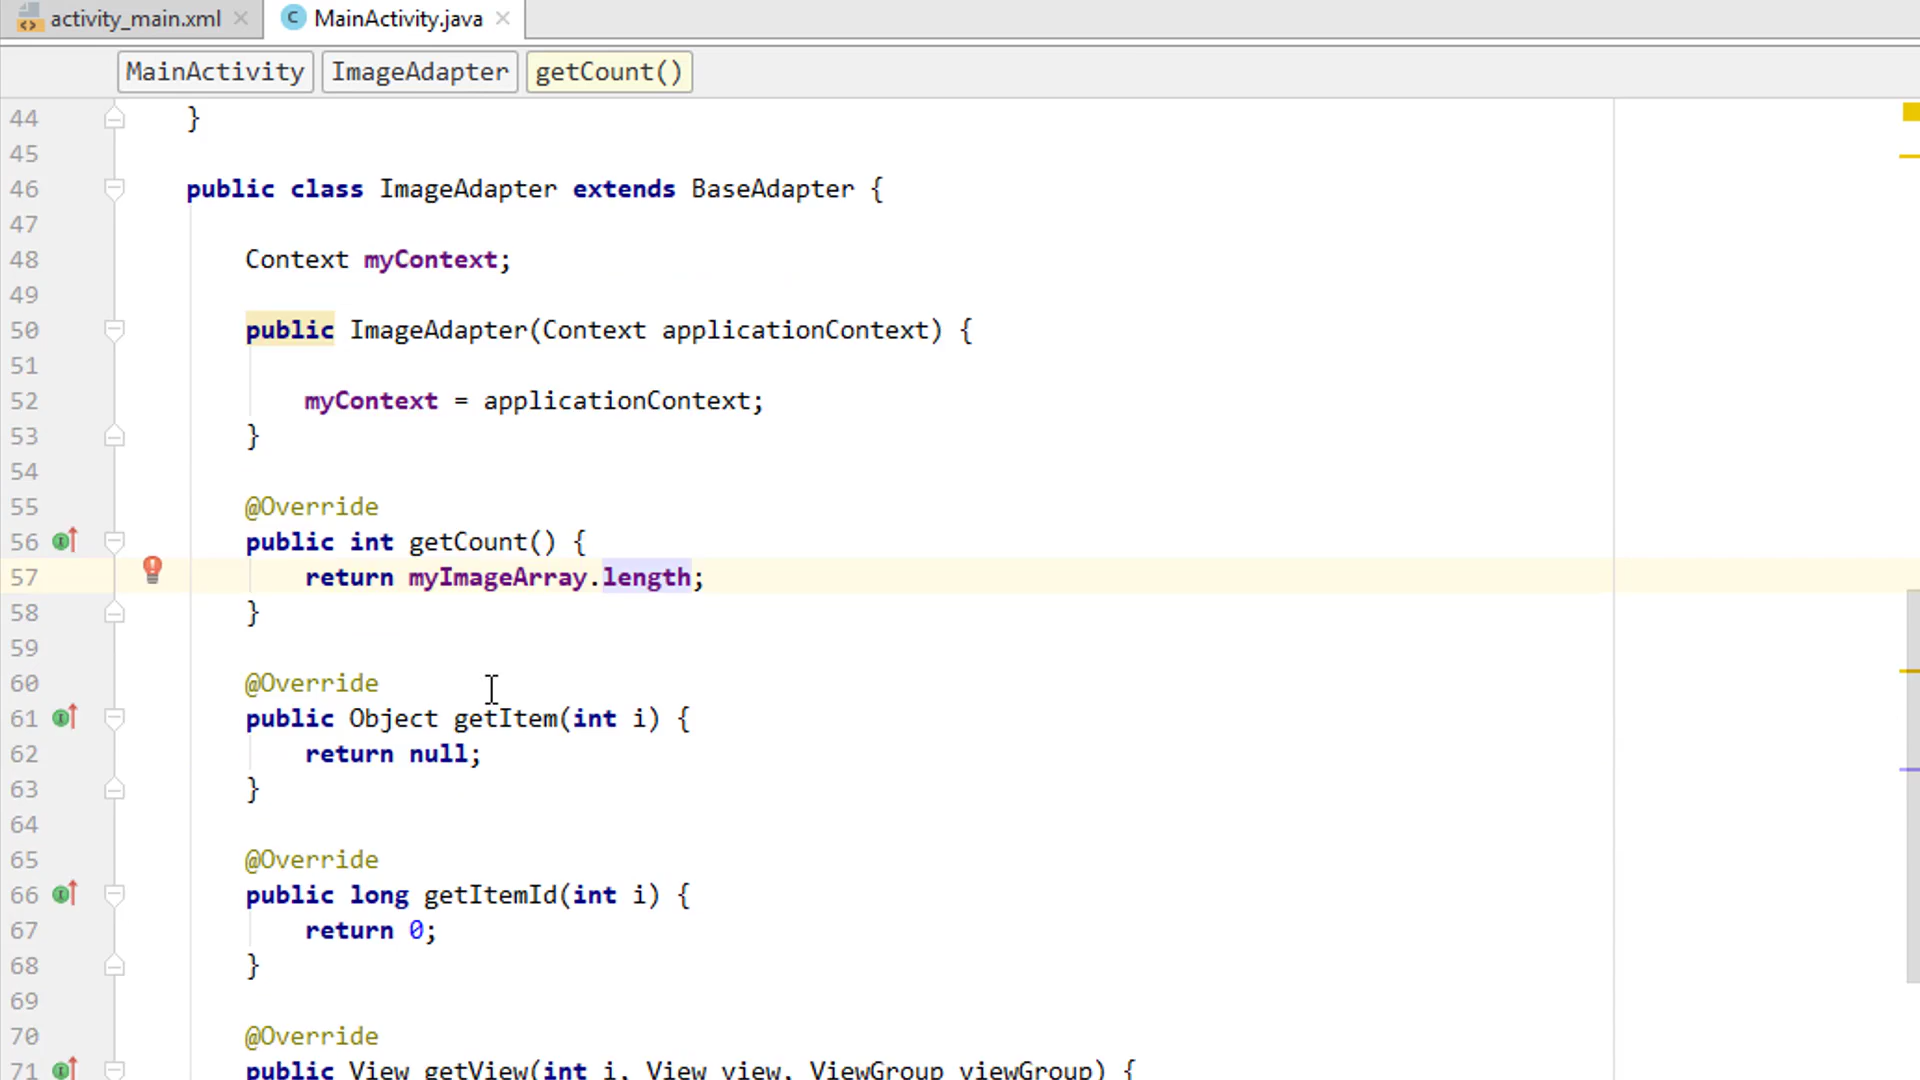 activity_main.xml MainActivity.java
MainActivity ImageAdapter getCount()
44 }
45
46 public class ImageAdapter extends BaseAdapter {
47
48 Context myContext;
49
50 public ImageAdapter(Context applicationContext) {
51
52 myContext = applicationContext;
53 }
54
55 @Override
56 public int getCount() {
57 return myImageArray.length;
58 }
59
60 @Override
61 public Object getItem(int i) {
62 return null;
63 }
64
65 @Override
66 public long getItemId(int i) {
67 return 0;
68 }
69
70 @Override
71 public View getView(int i, View view, ViewGroup viewGroup) {